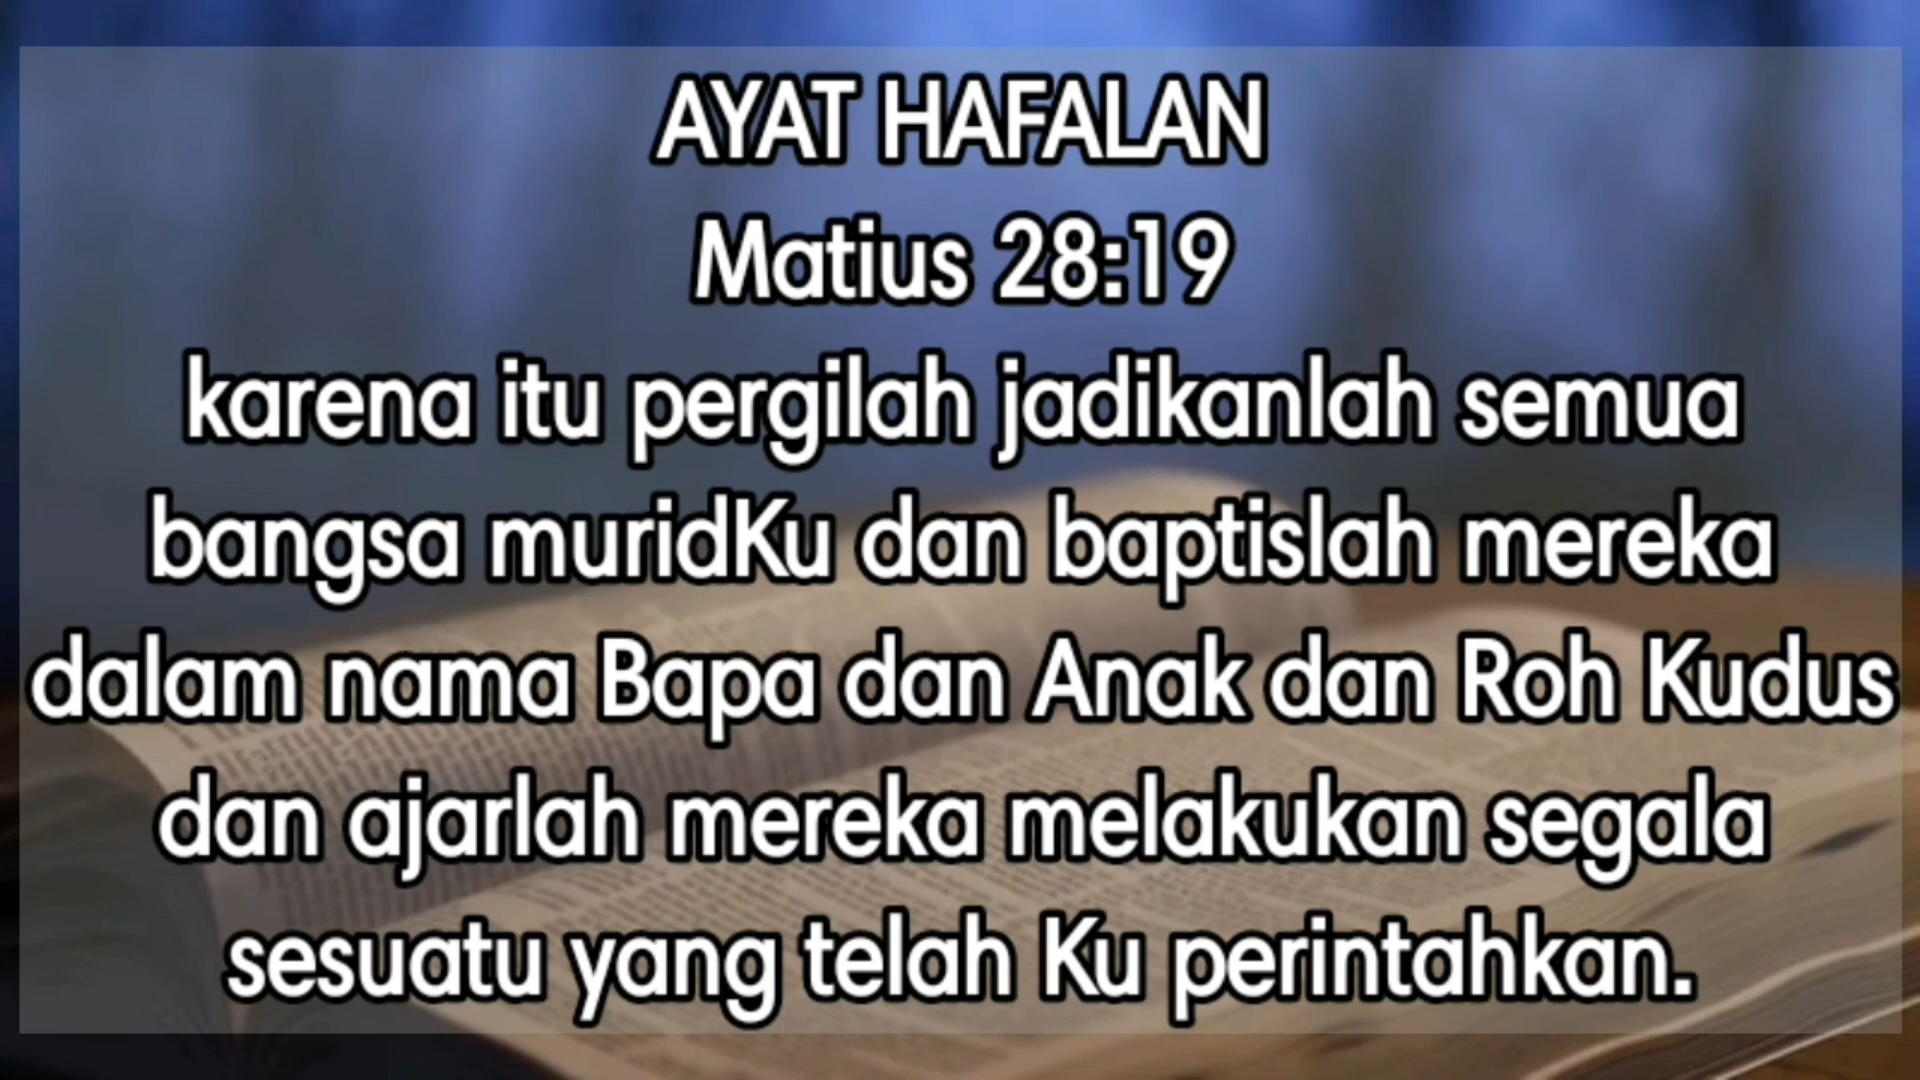 AYAT HAFALAN
Matius 28:19
karena itu pergilah jadikanlah semua
bangsa muridKu dan baptislah mereka
dalam nama Bapa dan Anak dan Roh Kudus
dan ajarlah mereka melakukan segala
sesuatu yang telah Ku perintahkan.